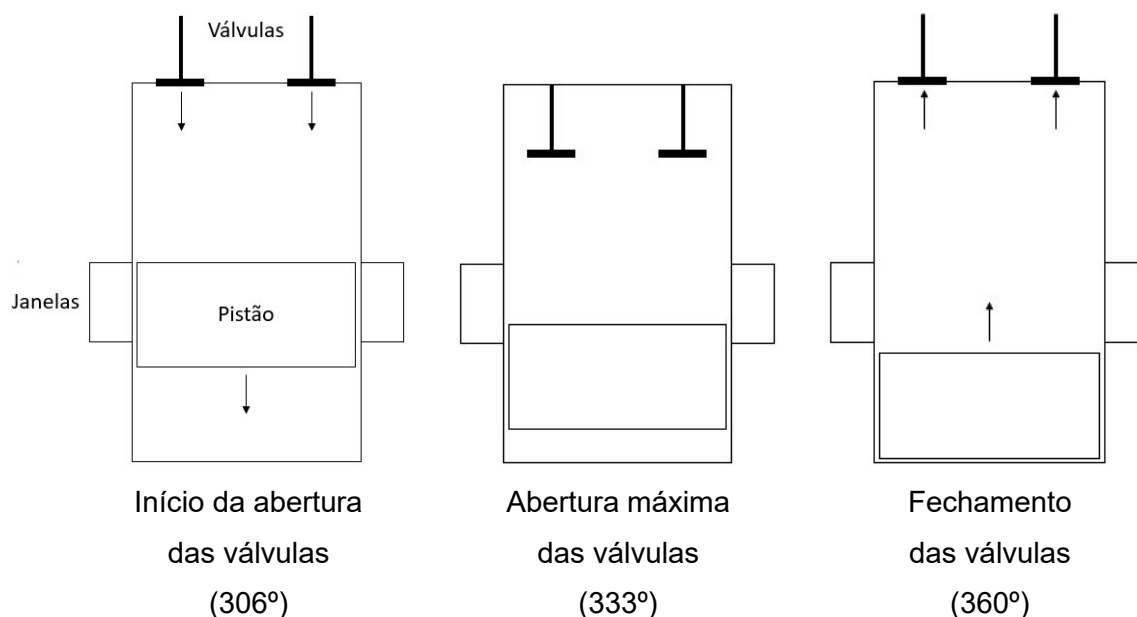 Válvulas
Janelas
Pistão
Início da abertura
das válvulas
(306º)
Abertura máxima
das válvulas
(333º)
Fechamento
das válvulas
(360º)